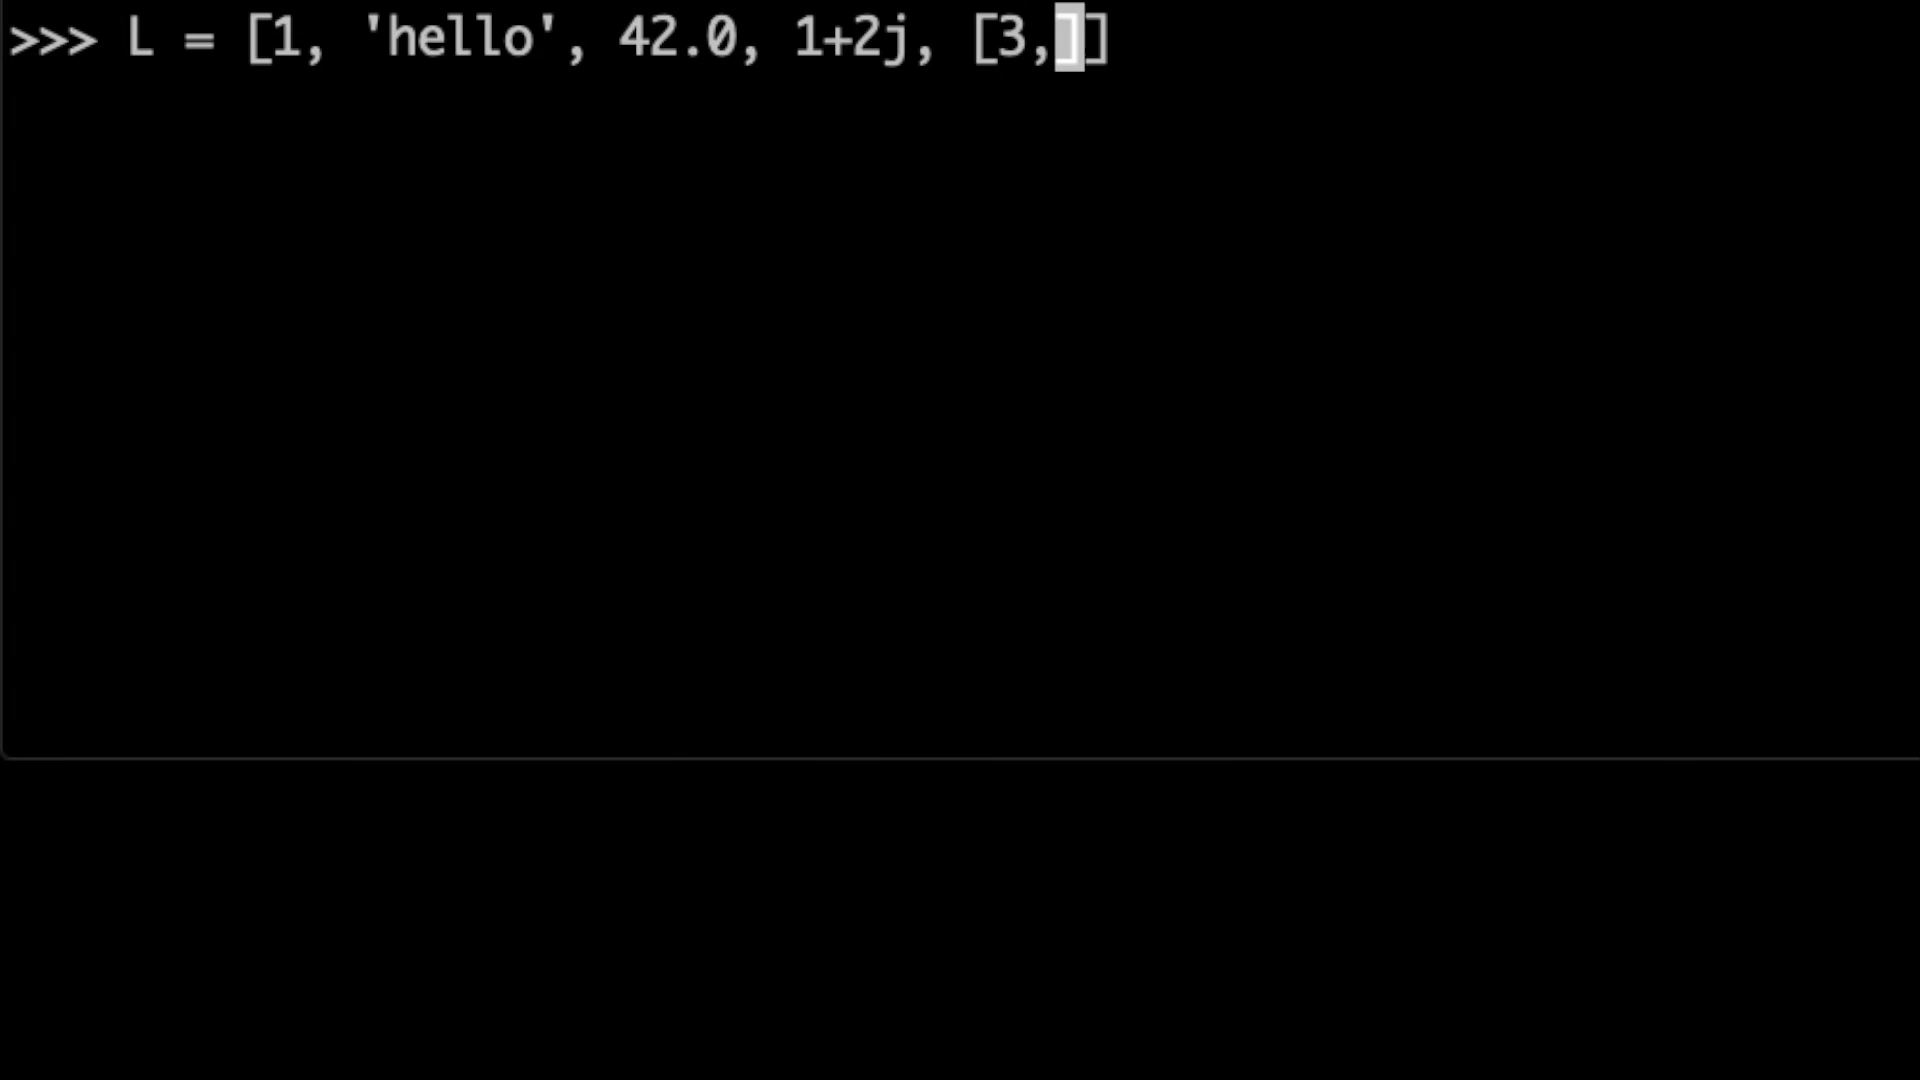 >>> L = [1, 'hello', 42.0, 1+2j, [3,]]